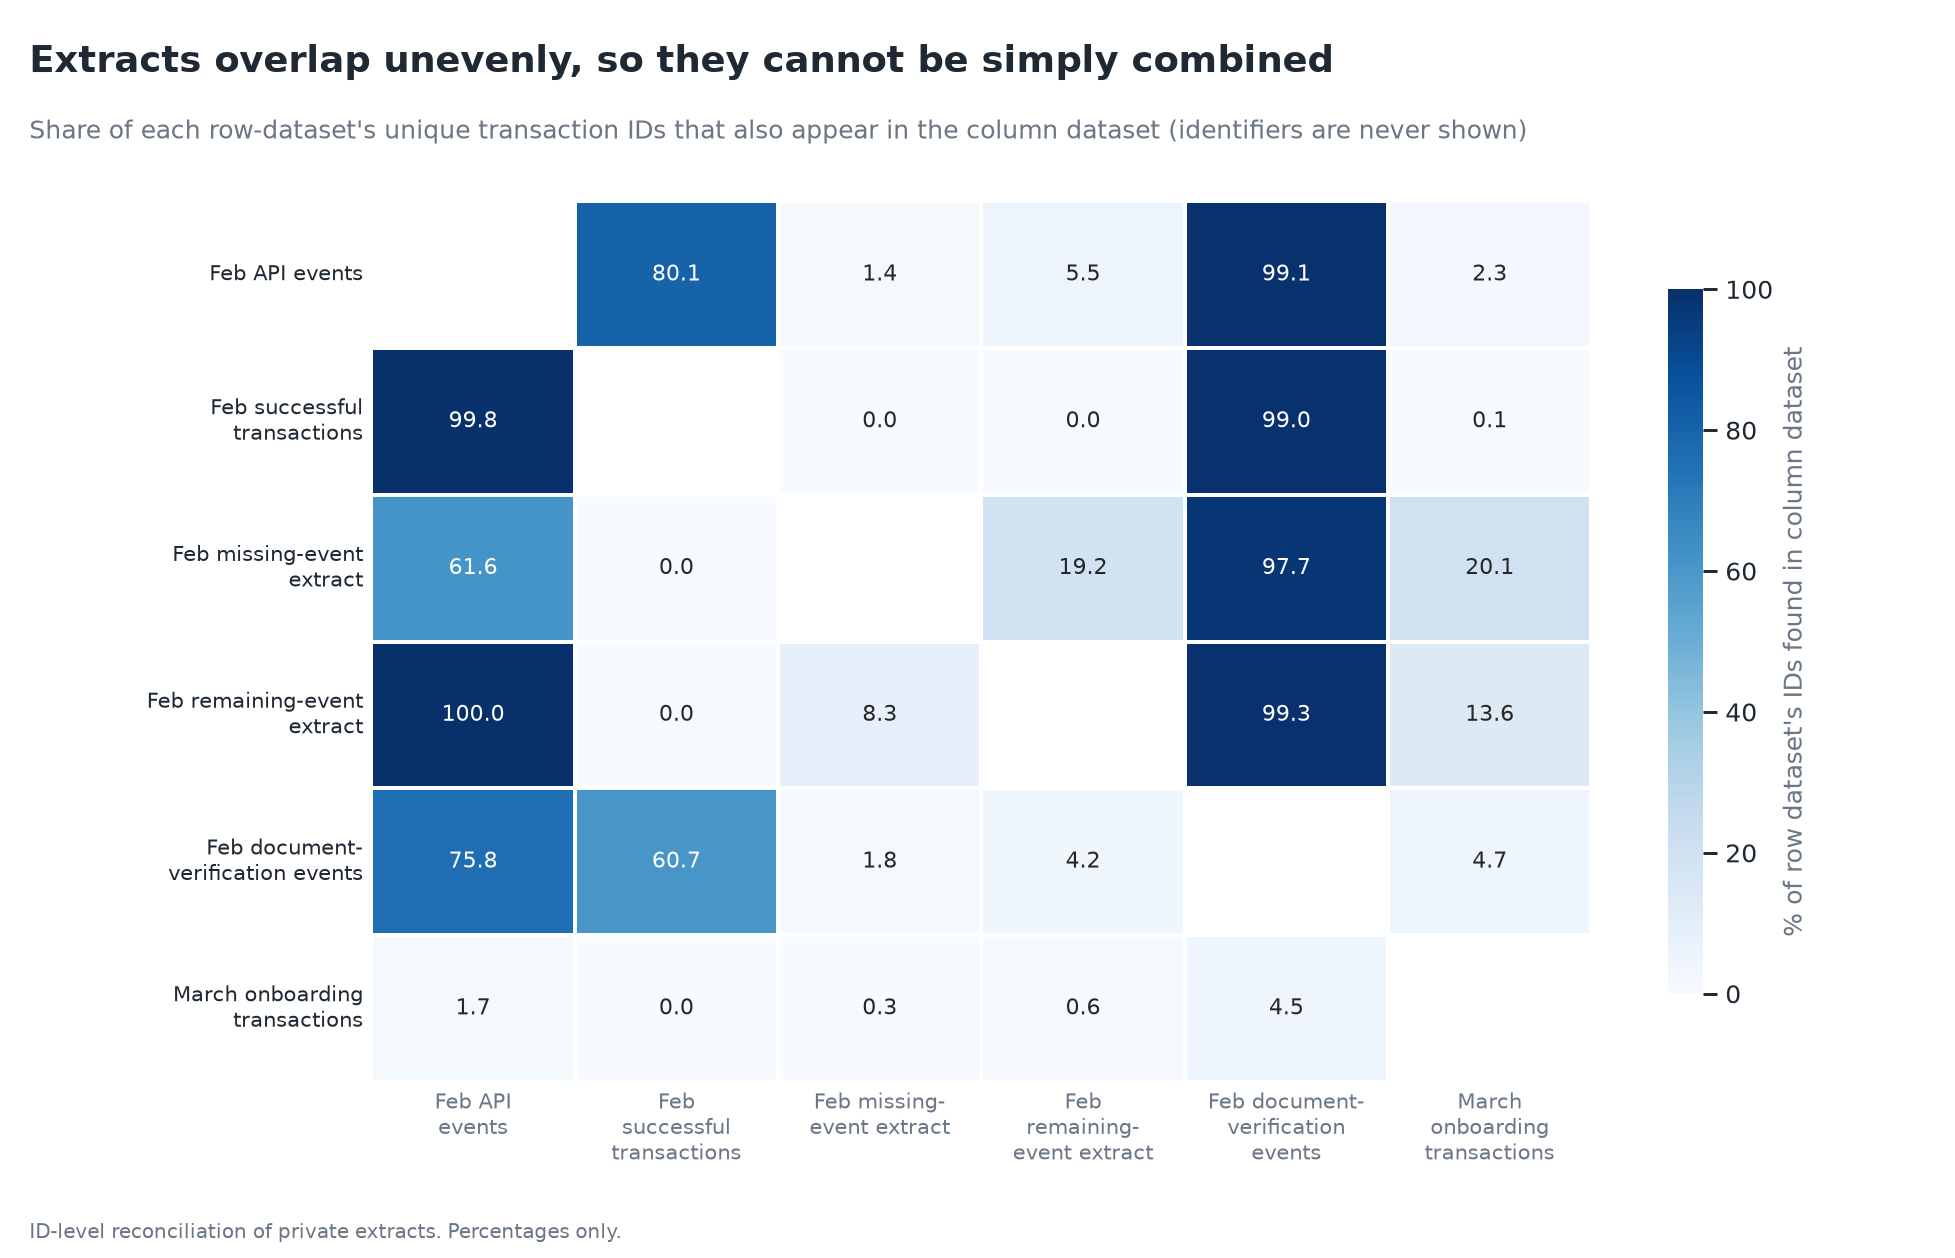 Extracts overlap unevenly, so they cannot be simply combined
Share of each row-dataset's unique transaction IDs that also appear in the column dataset (identifiers are never shown)
Feb API events
80.1
1.4
5.5
99.1
2.3
Feb successful
transactions
99.8
0.0
0.0
99.0
0.1
Feb missing-event
extract
61.6
0.0
19.2
97.7
20.1
Feb remaining-event
extract
100.0
0.0
8.3
99.3
13.6
Feb document-
verification events
75.8
60.7
1.8
4.2
4.7
March onboarding
transactions
1.7
0.0
0.3
0.6
4.5
Feb API
events
Feb
successful
transactions
Feb missing-
event extract
Feb
remaining-
event extract
Feb document-
verification
events
March
onboarding
transactions
100
80
60
40
20
0
% of row dataset's IDs found in column dataset
ID-level reconciliation of private extracts. Percentages only.